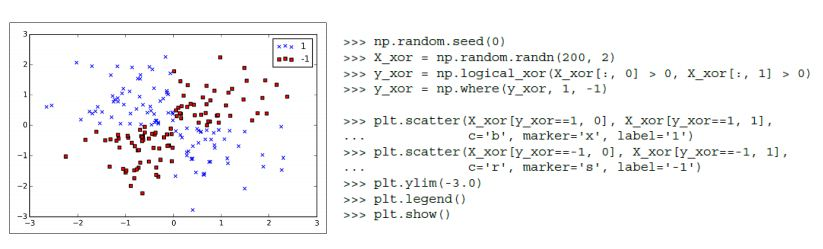 3
2
1
0
−1
−2
−3
−3
−2
−1
0
1
2
3
1
-1
>>> np.random.seed(0)
>>> X_xor = np.random.randn(200, 2)
>>> y_xor = np.logical_xor(X_xor[:, 0] > 0, X_xor[:, 1] > 0)
>>> y_xor = np.where(y_xor, 1, -1)
>>> plt.scatter(X_xor[y_xor==1, 0], X_xor[y_xor==1, 1],
... c='b', marker='x', label='1')
>>> plt.scatter(X_xor[y_xor==-1, 0], X_xor[y_xor==-1, 1],
... c='r', marker='s', label='-1')
>>> plt.ylim(-3.0)
>>> plt.legend()
>>> plt.show()